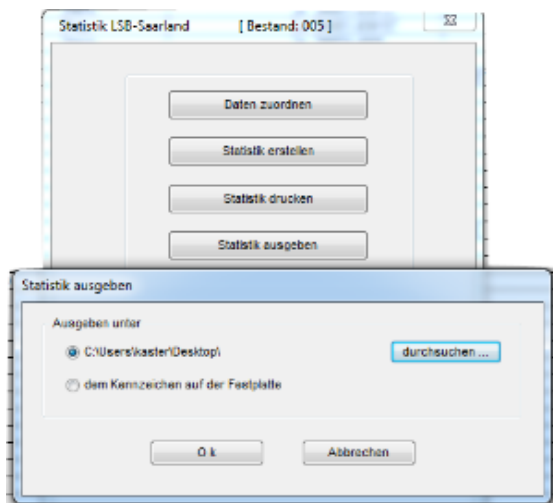 Statistik LSB-Saarland [ Bestand: 005 ]
Daten zuordnen
Statistik erstellen
Statistik drucken
Statistik ausgeben
Statistik ausgeben
Ausgeben unter
C:\Users\kaster\Desktop\
durchsuchen ...
dem Kennzeichen auf der Festplatte
O k
Abbrechen